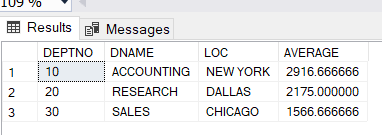 109 %
Results Messages
DEPTNO DNAME LOC AVERAGE
1 10 ACCOUNTING NEW YORK 2916.666666
2 20 RESEARCH DALLAS 2175.000000
3 30 SALES CHICAGO 1566.666666